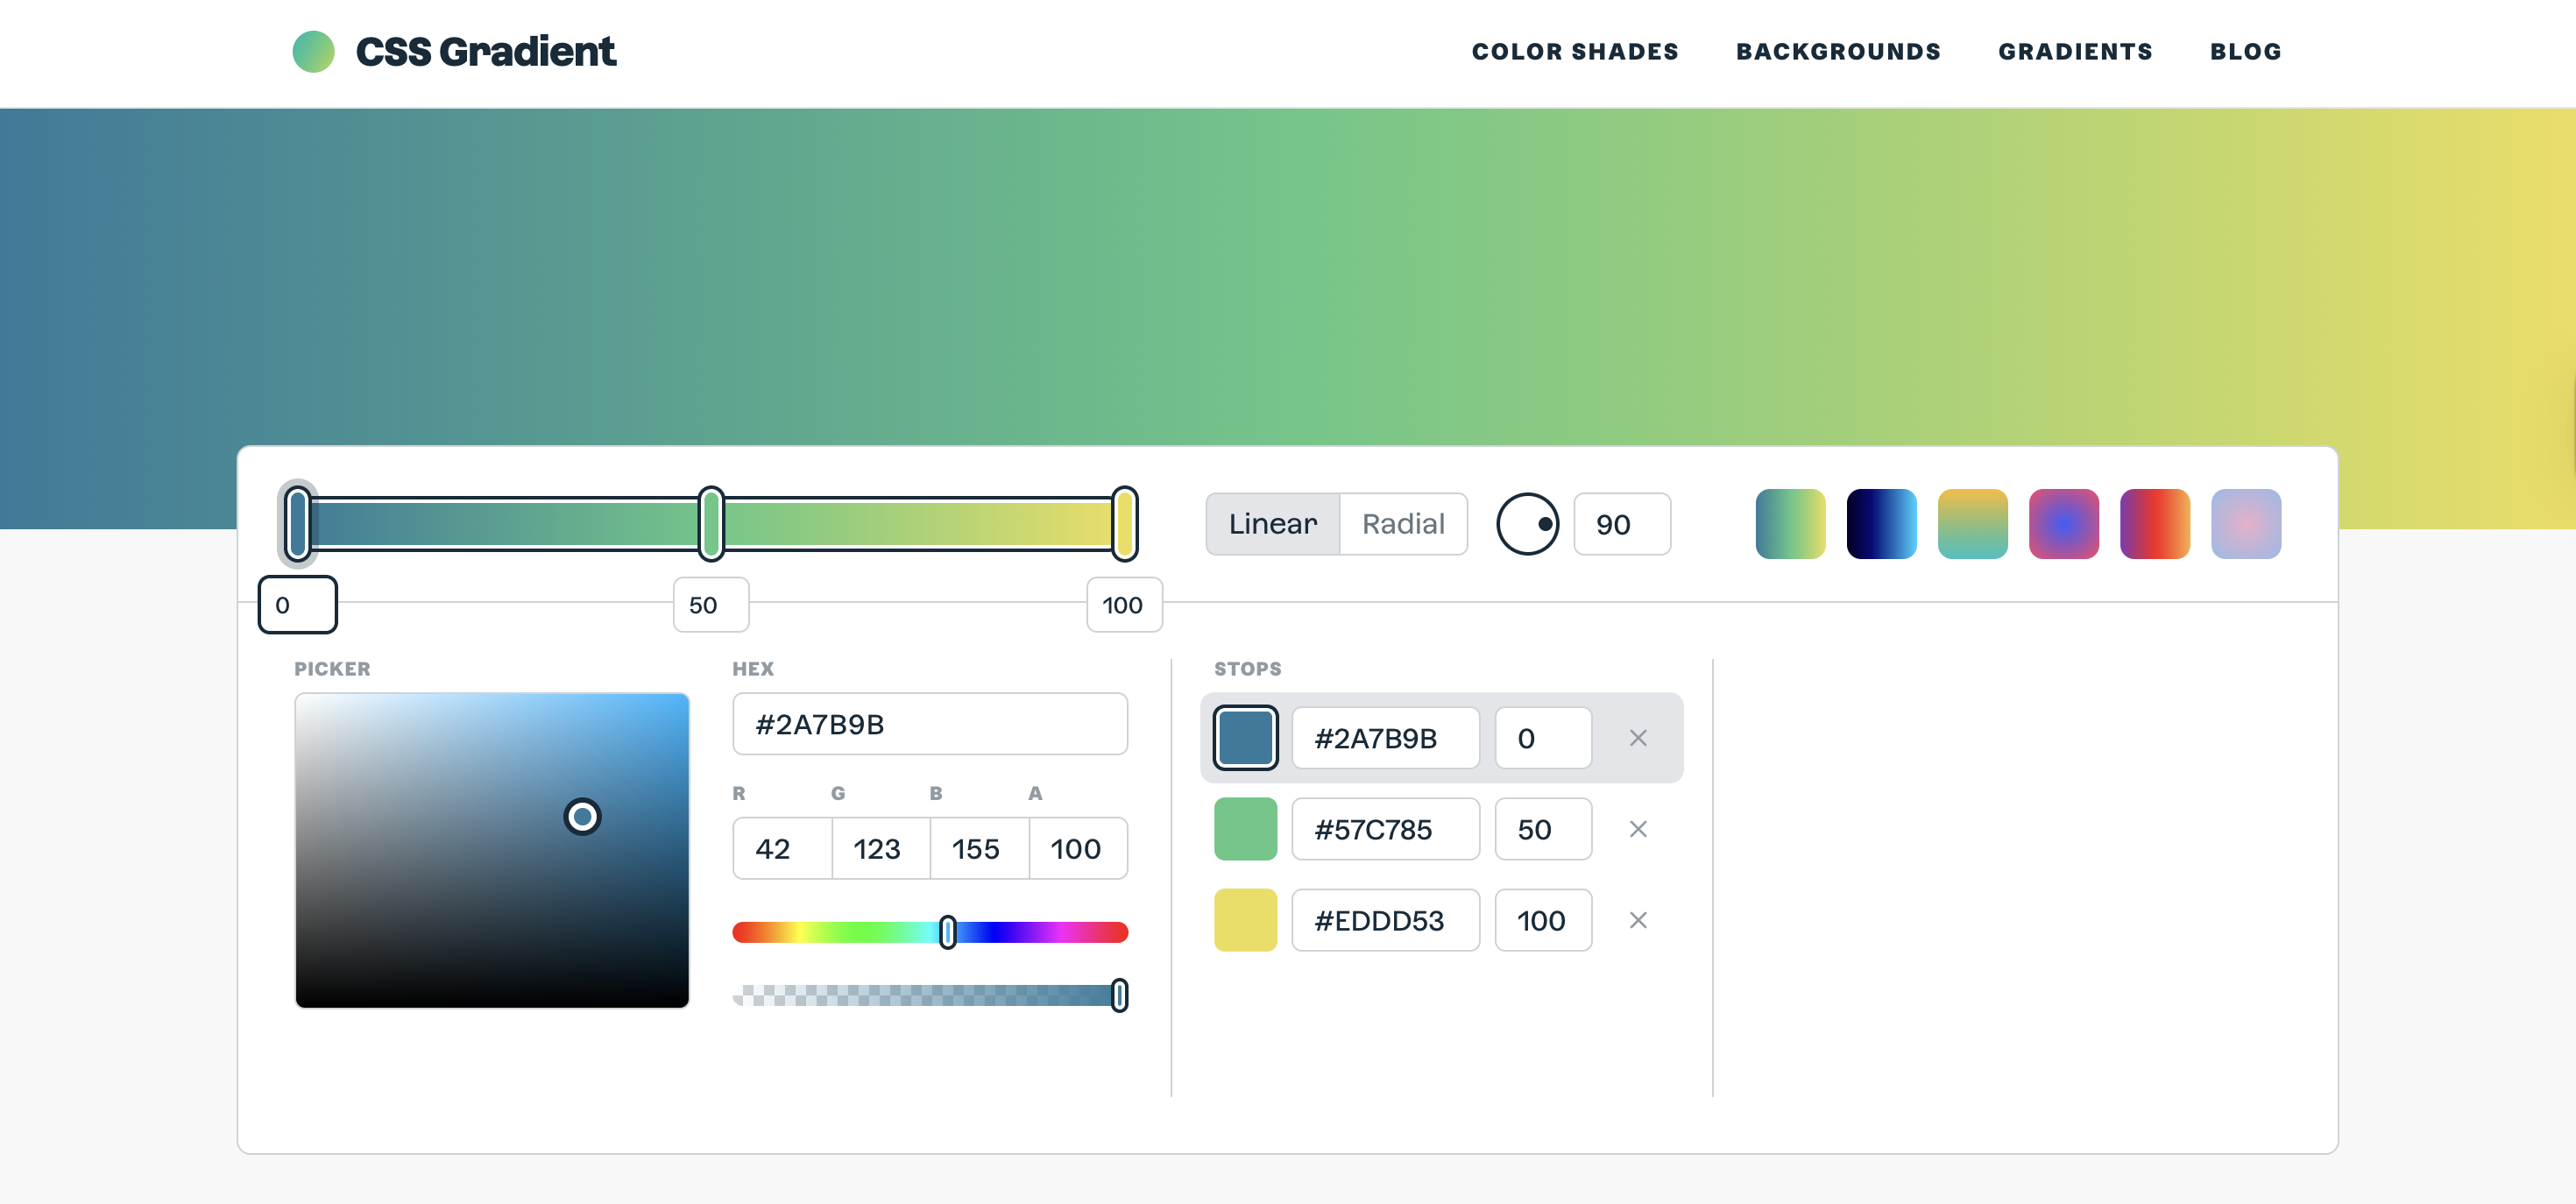 CSS Gradient
COLOR SHADES BACKGROUNDS GRADIENTS BLOG
Linear Radial 90
0 50 100
PICKER
HEX
#2A7B9B
R G B A
42 123 155 100
STOPS
#2A7B9B 0
#57C785 50
#EDDD53 100